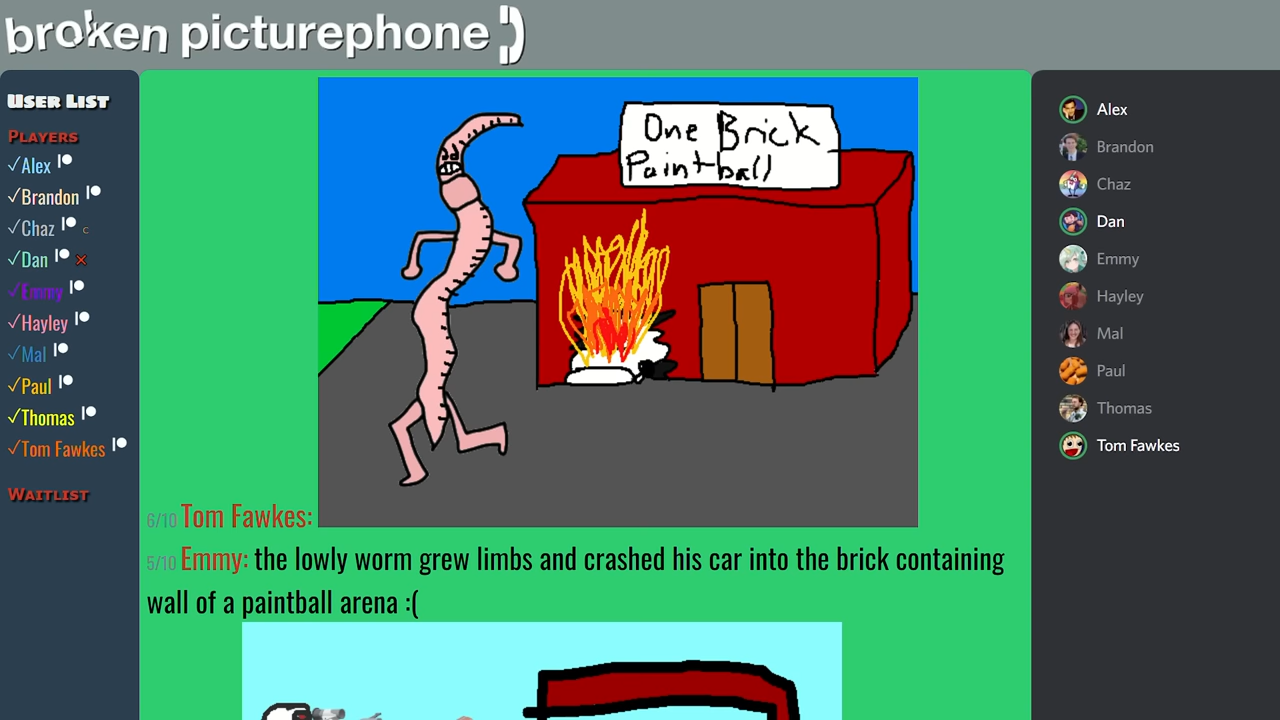 broken picturephone
User List
Players
✓Alex
✓Brandon
✓Chaz c
✓Dan
✓Emmy
✓Hayley
✓Mal
✓Paul
✓Thomas
✓Tom Fawkes
Waitlist
One Brick
Paintball
6/10 Tom Fawkes:
5/10 Emmy: the lowly worm grew limbs and crashed his car into the brick containing
wall of a paintball arena :(
Alex
Brandon
Chaz
Dan
Emmy
Hayley
Mal
Paul
Thomas
Tom Fawkes